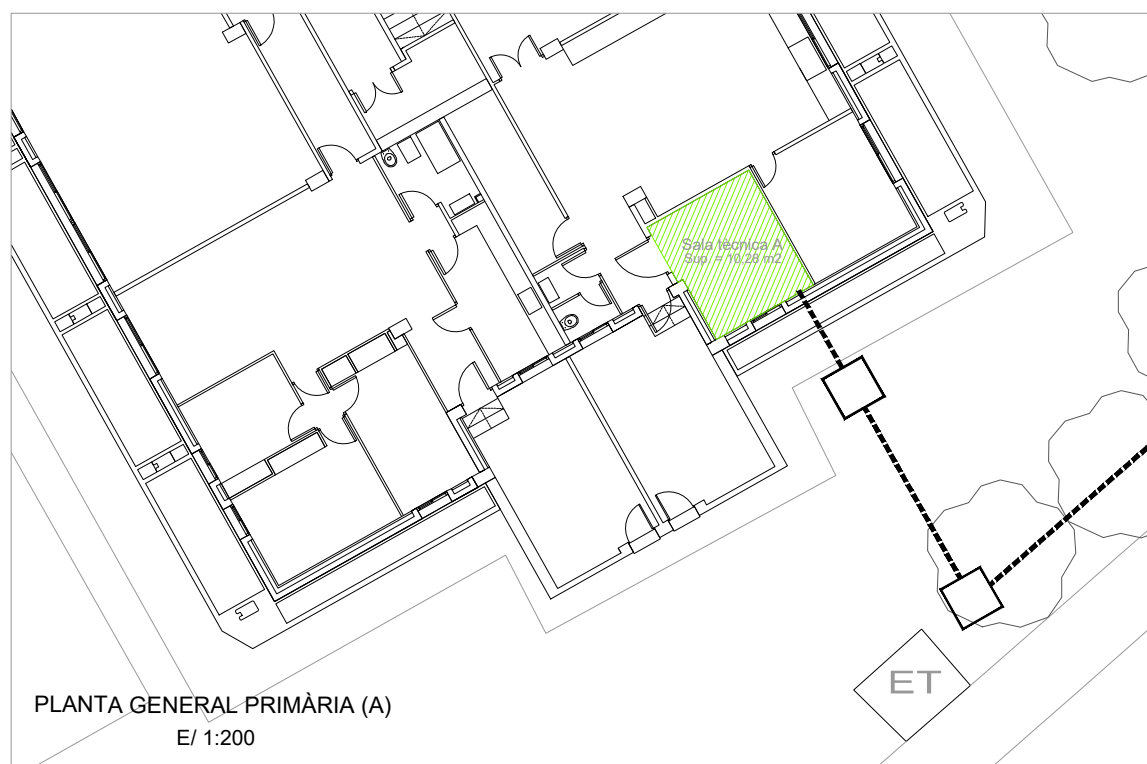 Sala tècnica A
Sup. = 10.28 m2
ET
PLANTA GENERAL PRIMÀRIA (A)
E/ 1:200